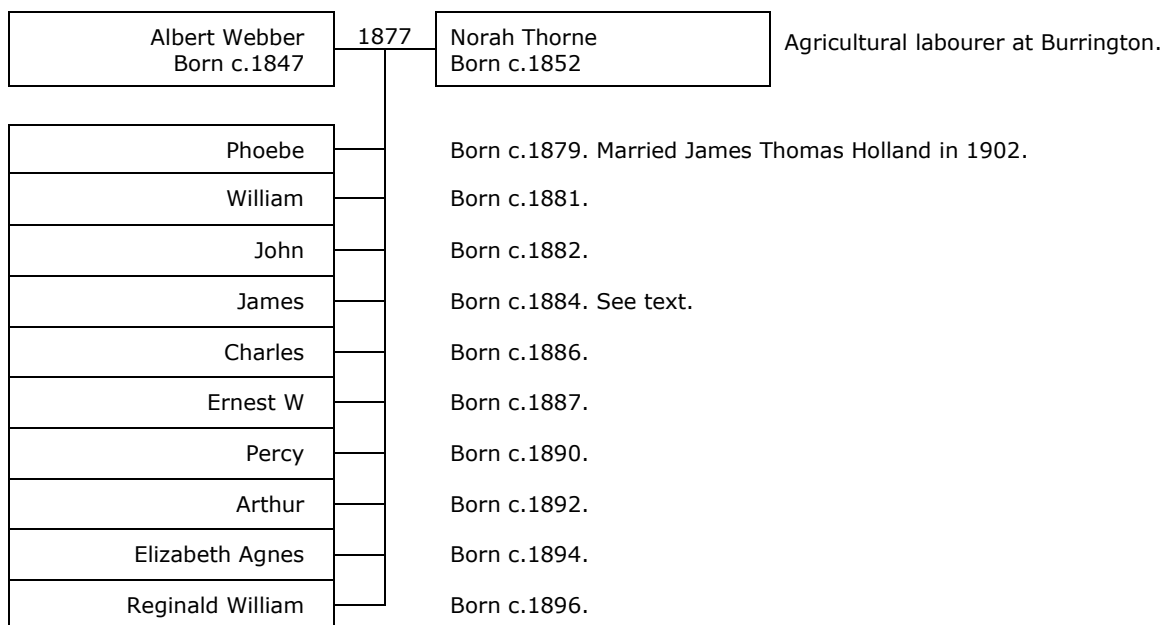 Albert Webber
Born c.1847
1877
Norah Thorne
Born c.1852
Agricultural labourer at Burrington.
Phoebe
Born c.1879. Married James Thomas Holland in 1902.
William
Born c.1881.
John
Born c.1882.
James
Born c.1884. See text.
Charles
Born c.1886.
Ernest W
Born c.1887.
Percy
Born c.1890.
Arthur
Born c.1892.
Elizabeth Agnes
Born c.1894.
Reginald William
Born c.1896.